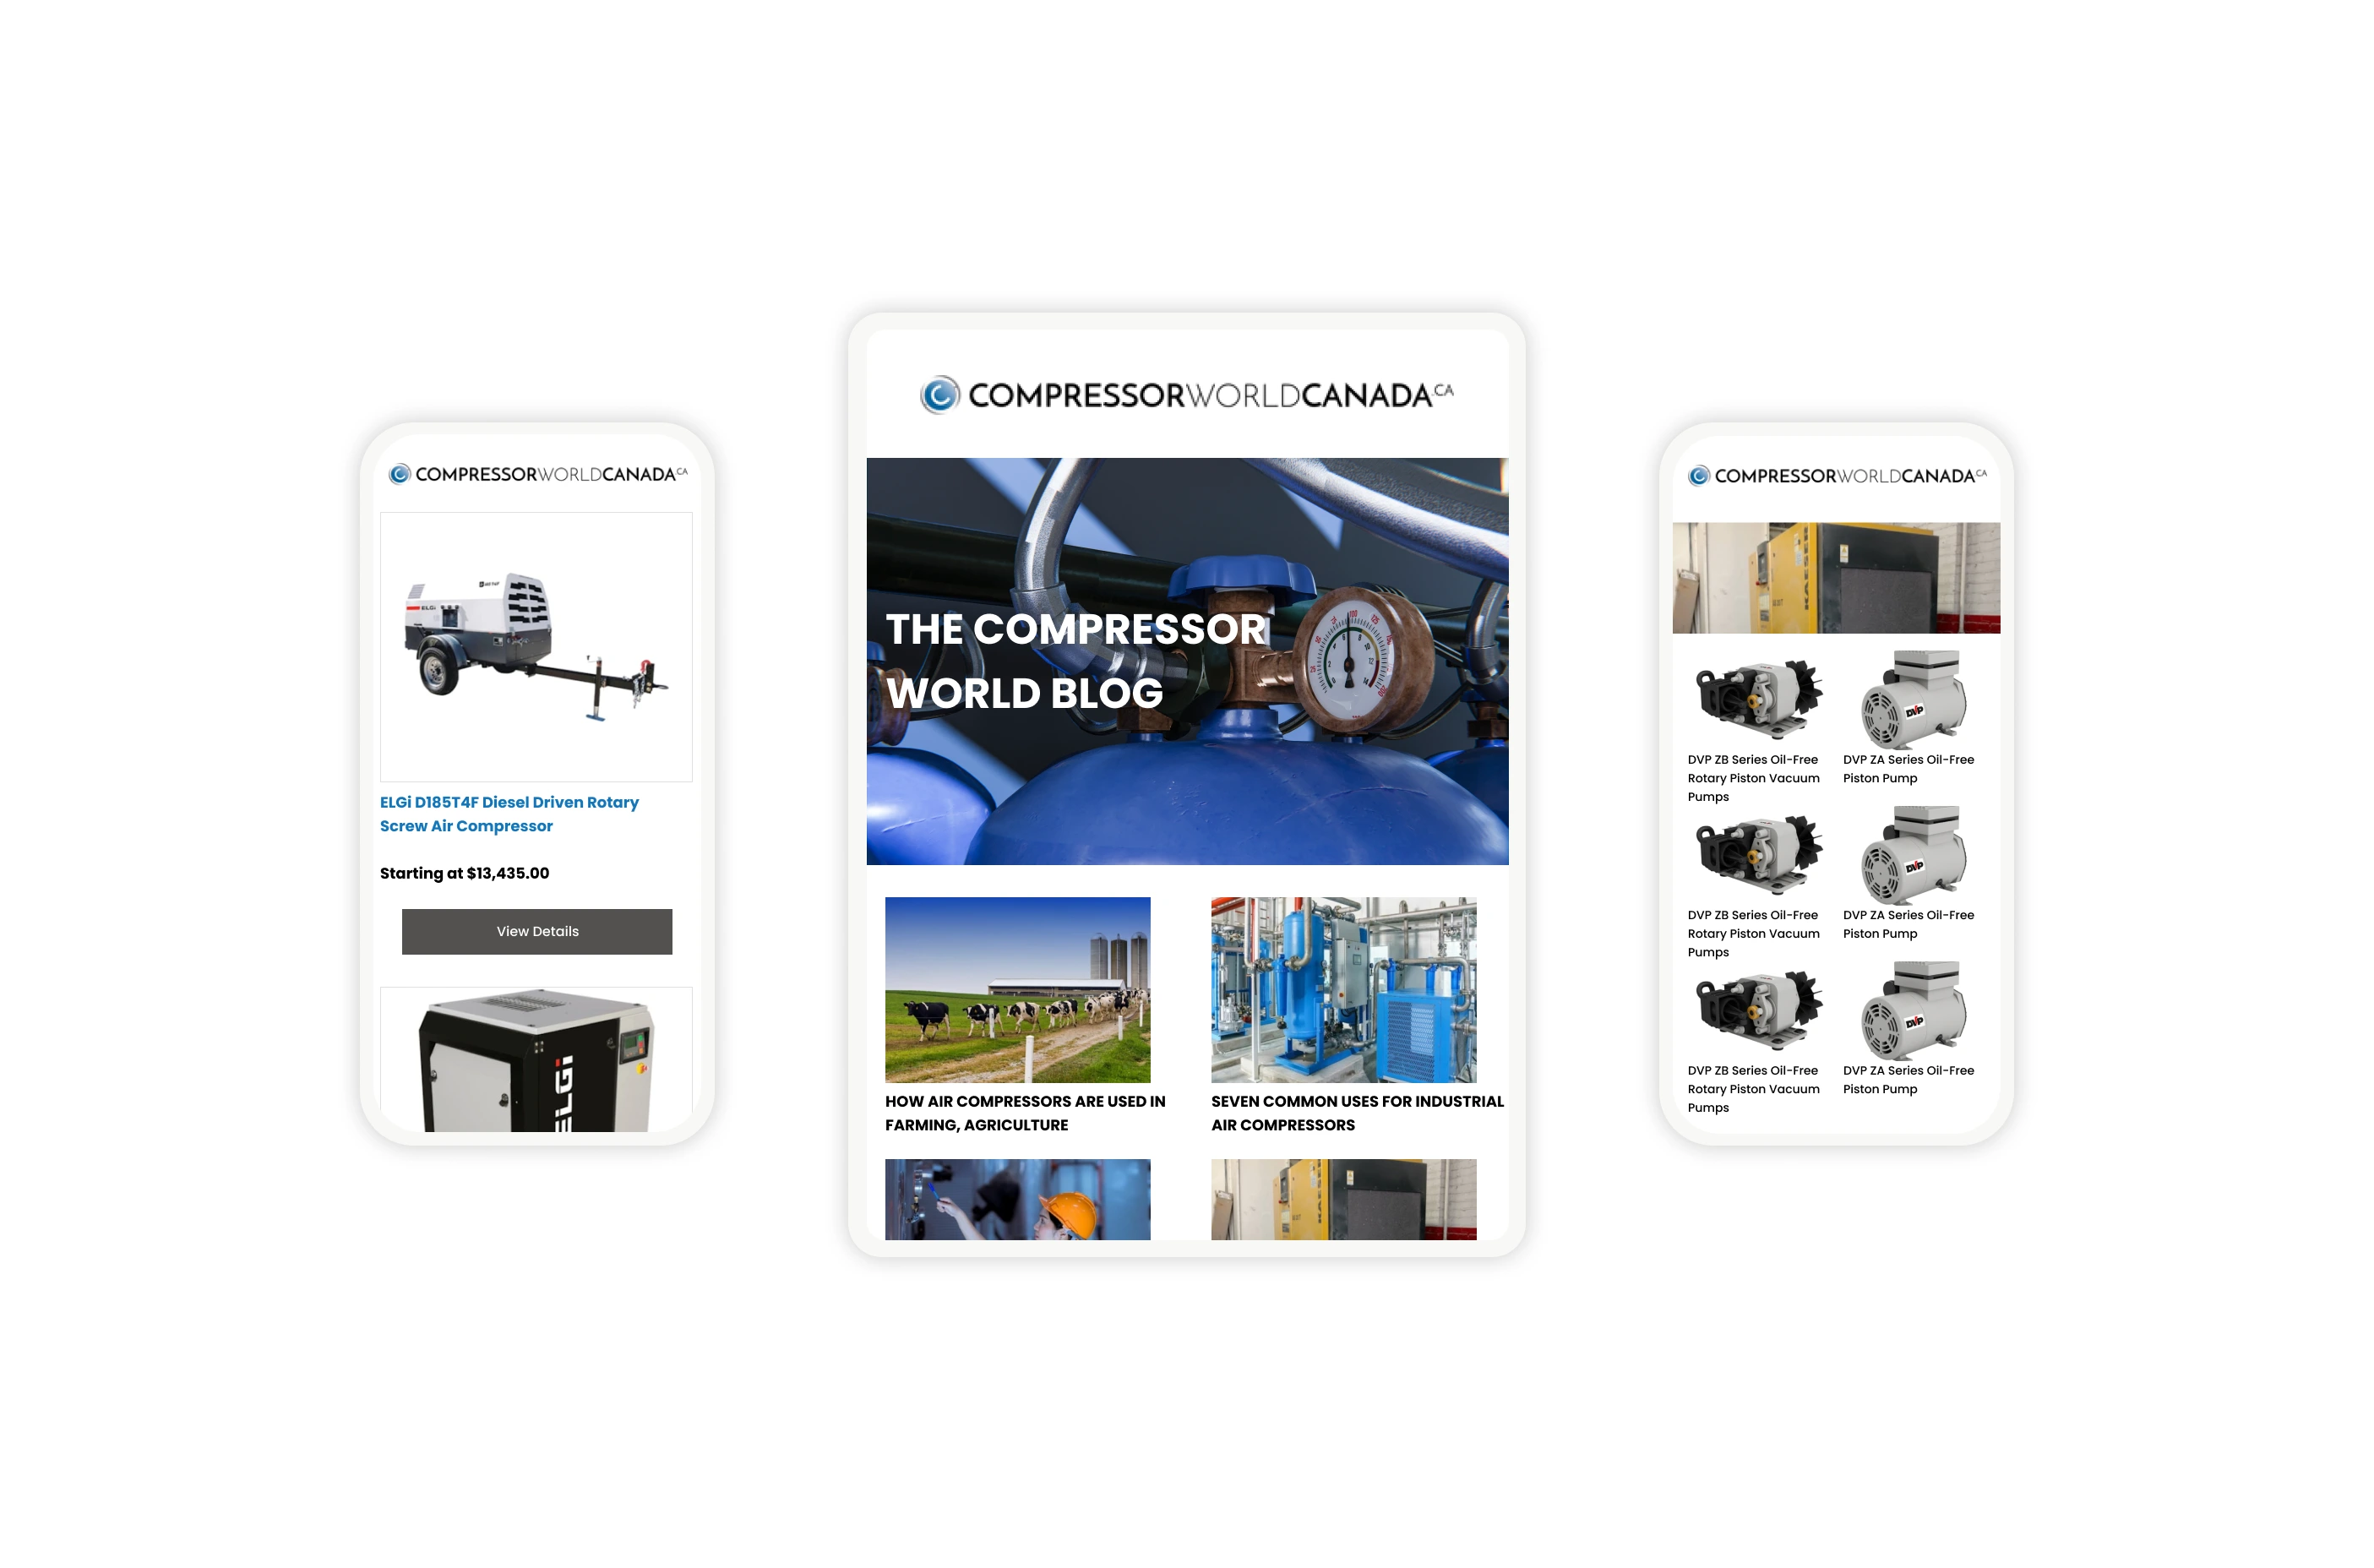 COMPRESSORWORLDCANADA.CA
ELGi
ELGi D185T4F Diesel Driven Rotary
Screw Air Compressor
Starting at $13,435.00
View Details
ELGi
COMPRESSORWORLDCANADA.CA
THE COMPRESSOR
WORLD BLOG
HOW AIR COMPRESSORS ARE USED IN
FARMING, AGRICULTURE
SEVEN COMMON USES FOR INDUSTRIAL
AIR COMPRESSORS
COMPRESSORWORLDCANADA.CA
DVP
DVP ZB Series Oil-Free
Rotary Piston Vacuum
Pumps
DVP ZA Series Oil-Free
Piston Pump
DVP
DVP ZB Series Oil-Free
Rotary Piston Vacuum
Pumps
DVP ZA Series Oil-Free
Piston Pump
DVP
DVP ZB Series Oil-Free
Rotary Piston Vacuum
Pumps
DVP ZA Series Oil-Free
Piston Pump